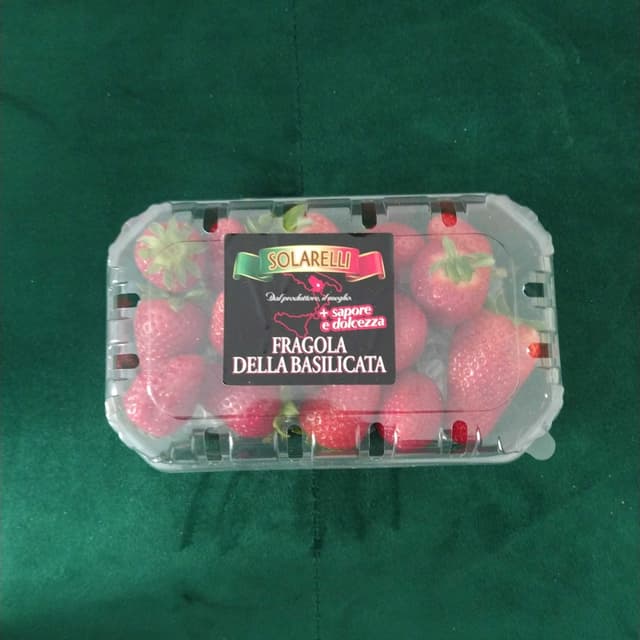 SOLARELLI
Dal produttore, il meglio.
+ sapore
e dolcezza
FRAGOLA
DELLA BASILICATA